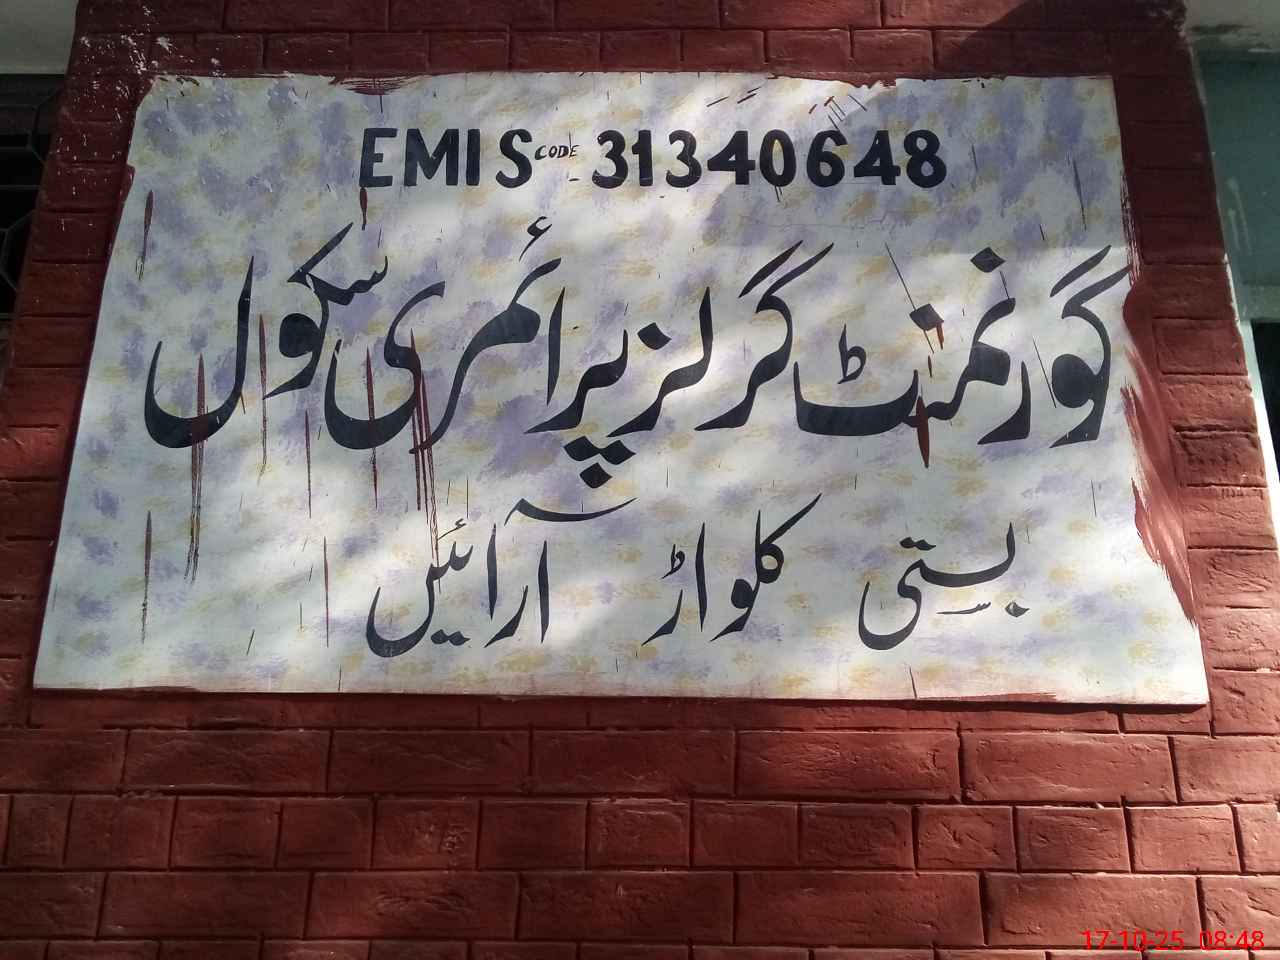 EMIS CODE - 31340648
گورنمنٹ گرلز پرائمری سکول
بستی کلواڑ آرائیں
17-10-25 08:48